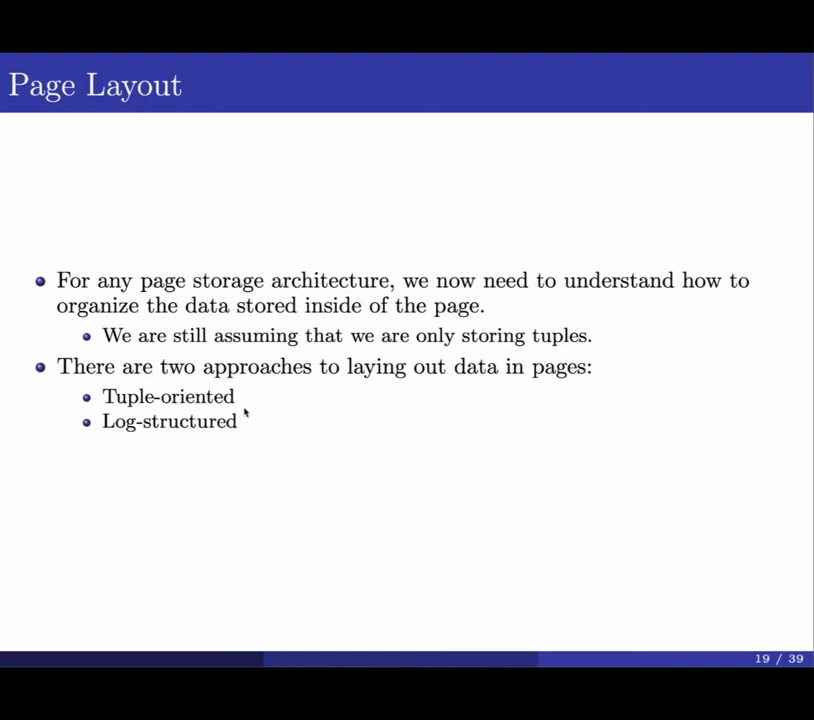 Page Layout
For any page storage architecture, we now need to understand how to
organize the data stored inside of the page.
We are still assuming that we are only storing tuples.
There are two approaches to laying out data in pages:
Tuple-oriented
Log-structured
19 / 39